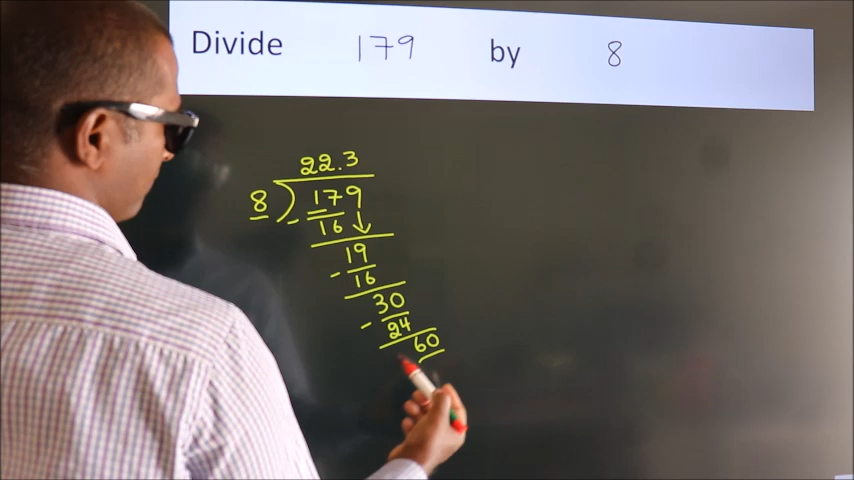 Divide 179 by 8
22.3
8 ) 179
- 16 ↓
19
- 16
30
- 24
60